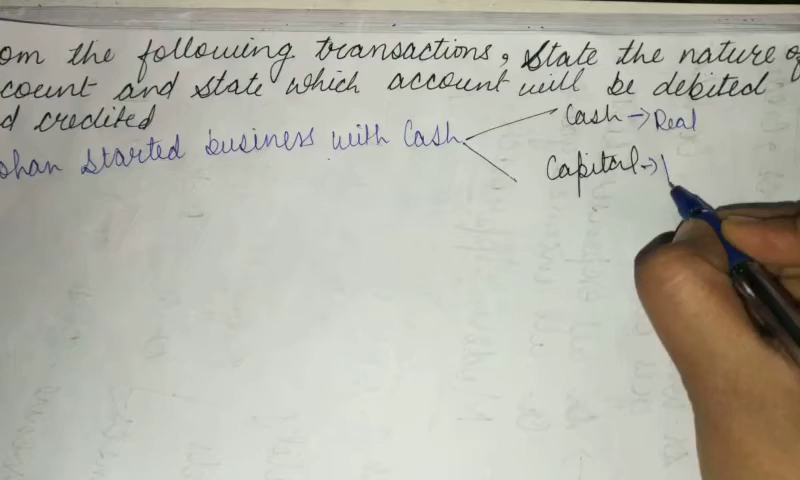 om the following transactions, State the nature of
count and state which account will be debited
d credited
ohan started business with Cash
Cash → Real
Capital →